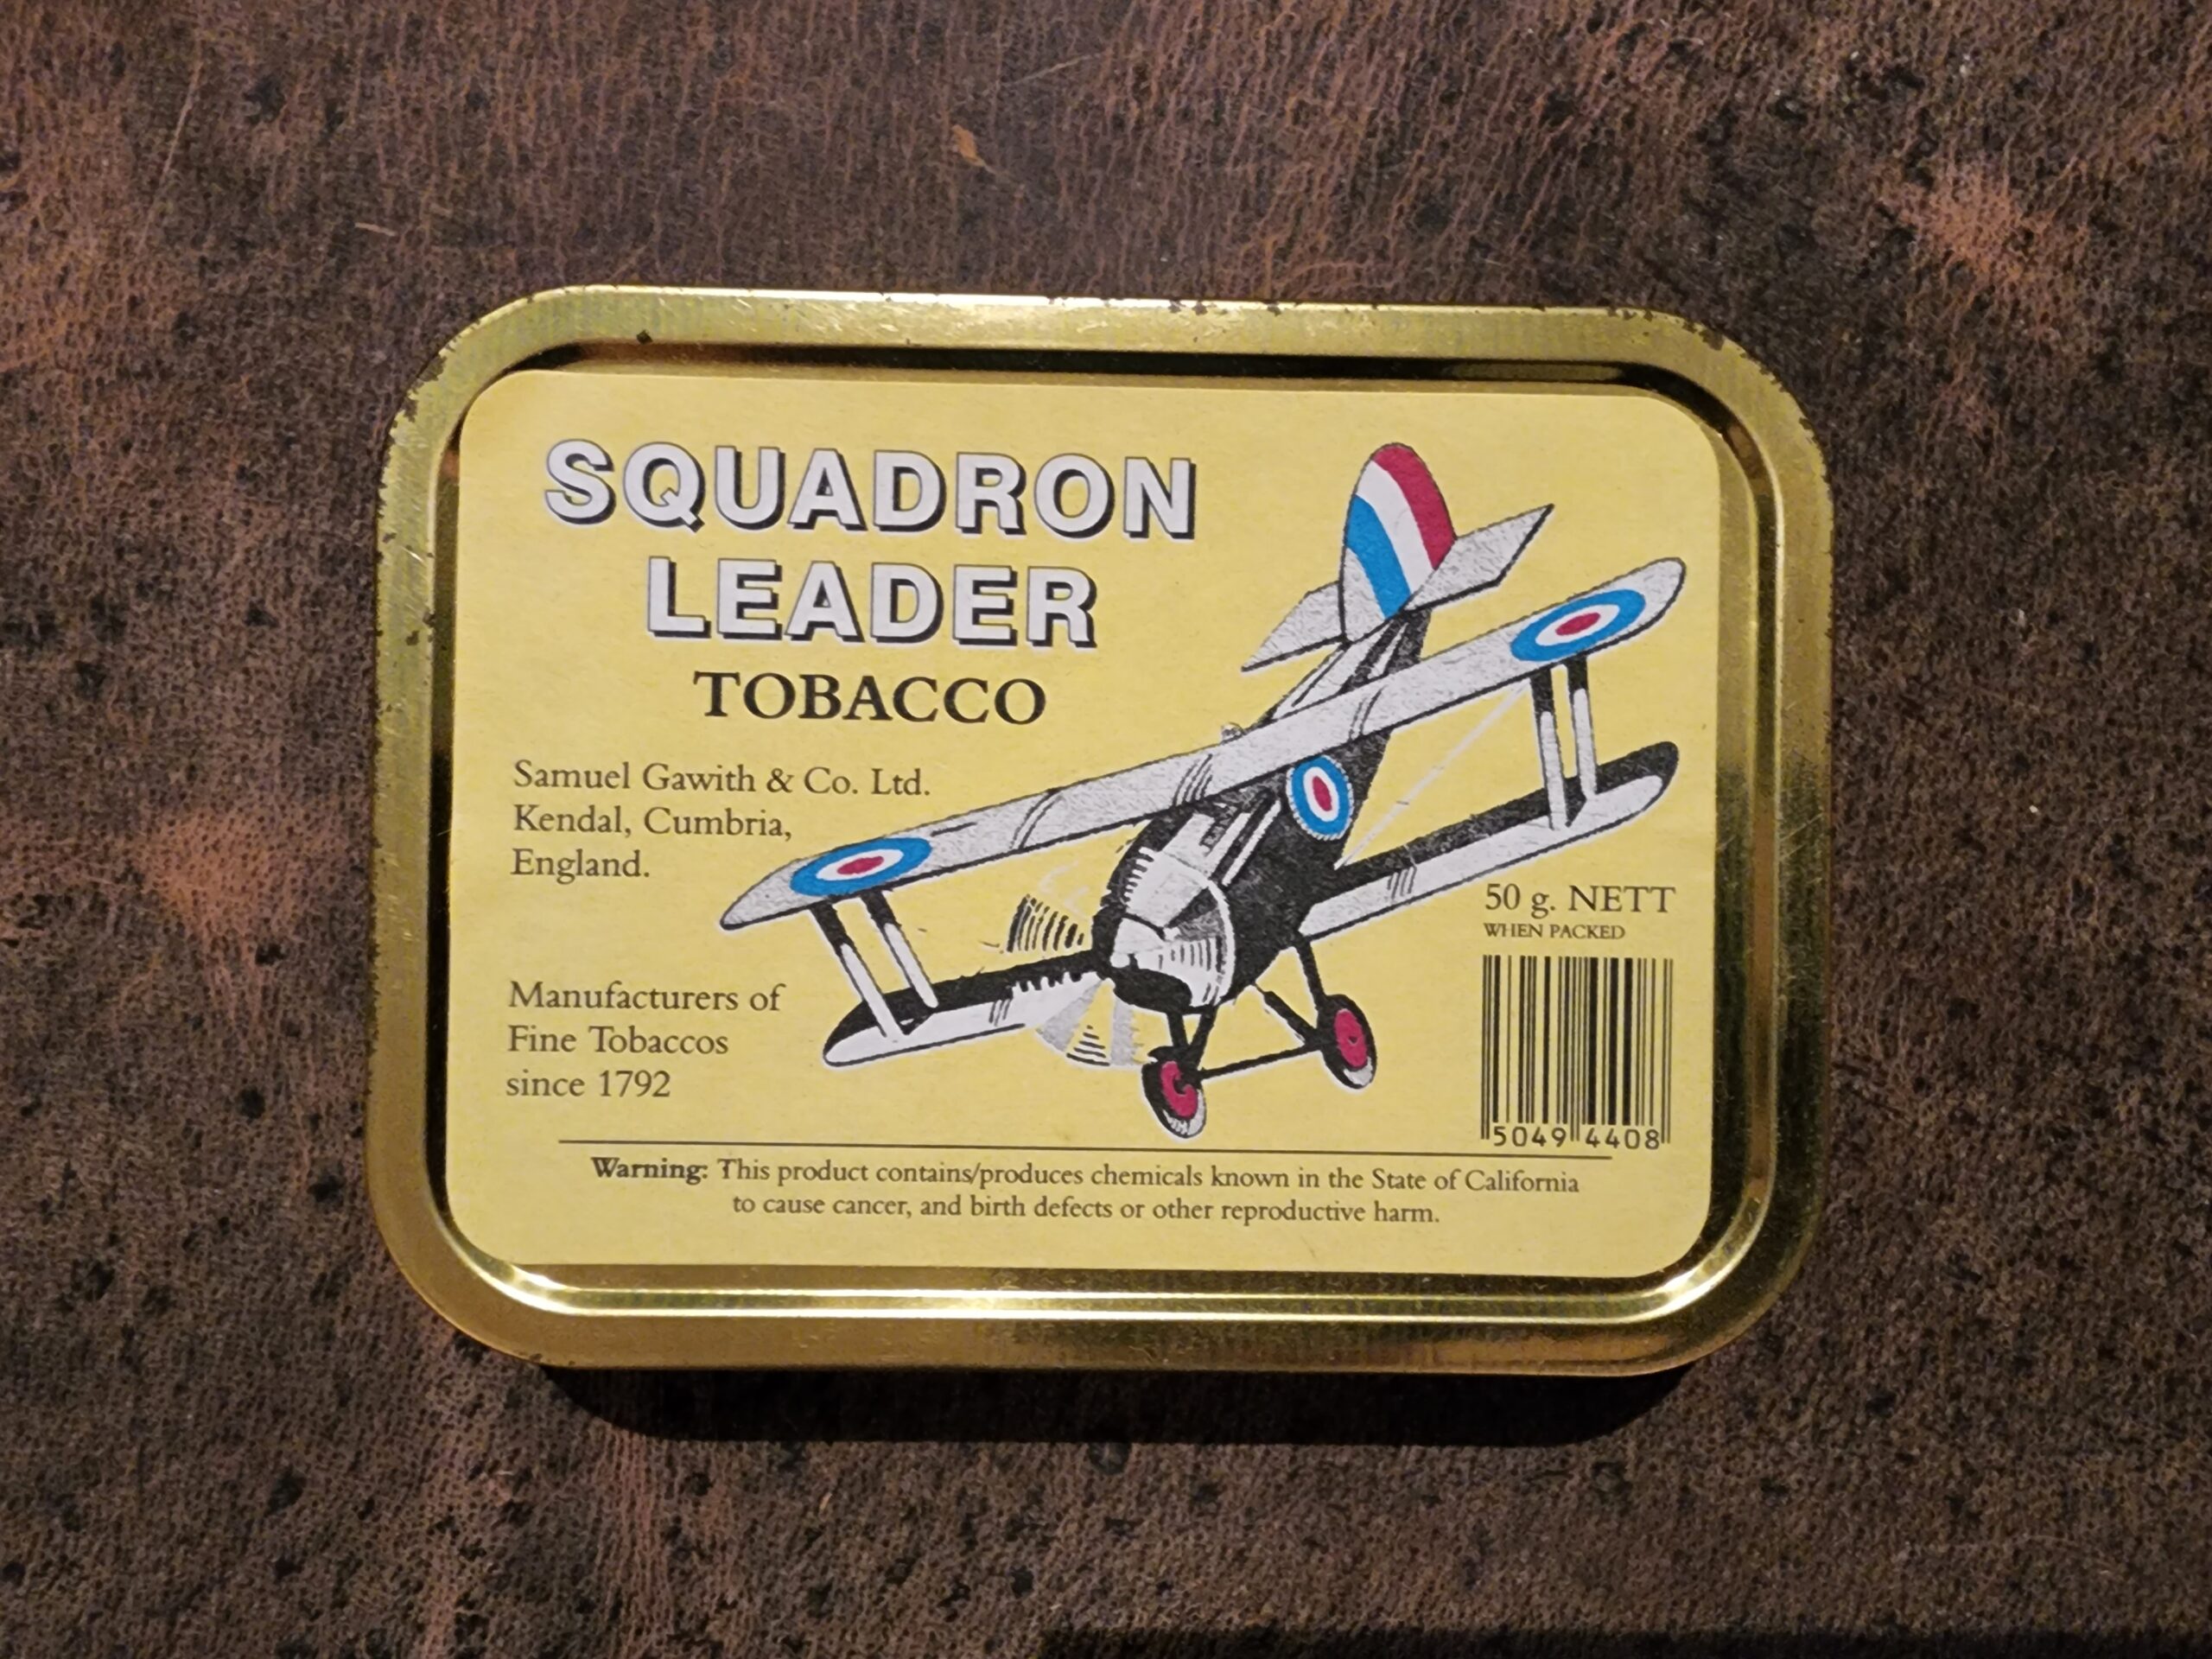 SQUADRON
LEADER
TOBACCO
Samuel Gawith & Co. Ltd.
Kendal, Cumbria,
England.
Manufacturers of
Fine Tobaccos
since 1792
50 g. NETT
WHEN PACKED
5049 4408
Warning: This product contains/produces chemicals known in the State of California
to cause cancer, and birth defects or other reproductive harm.